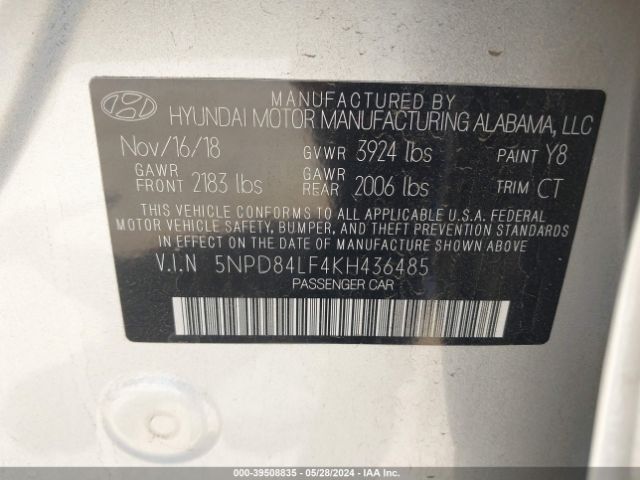 MANUFACTURED BY
HYUNDAI MOTOR MANUFACTURING ALABAMA, LLC
Nov/16/18 GVWR 3924 lbs PAINT Y8
GAWR FRONT 2183 lbs GAWR REAR 2006 lbs TRIM CT
THIS VEHICLE CONFORMS TO ALL APPLICABLE U.S.A. FEDERAL
MOTOR VEHICLE SAFETY, BUMPER, AND THEFT PREVENTION
STANDARDS IN EFFECT ON THE DATE OF MANUFACTURE SHOWN ABOVE.
V.I.N 5NPD84LF4KH436485
PASSENGER CAR
000-39508835 - 05/28/2024 - IAA Inc.